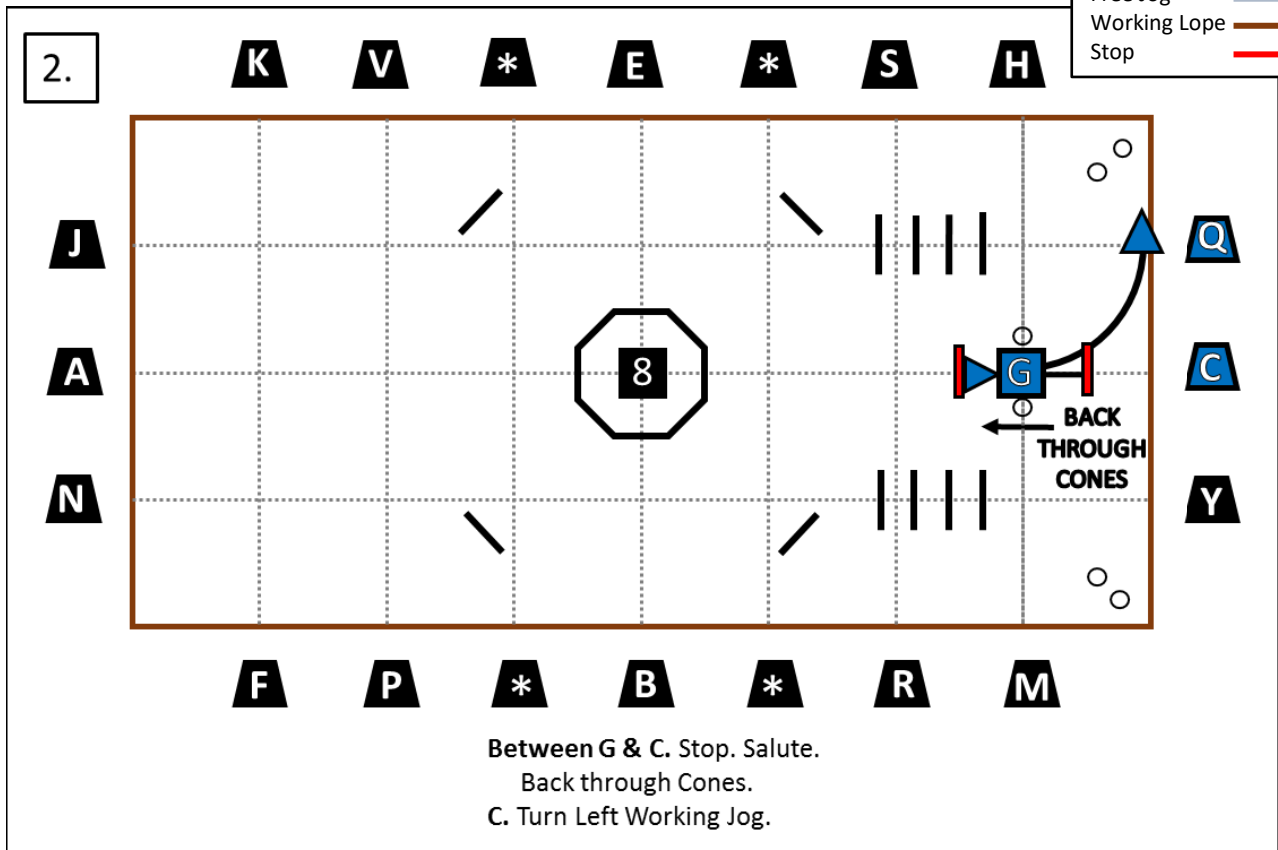 Working Lope
Stop
2.
K V * E * S H
J
Q
A
8
G
C
BACK
THROUGH
CONES
N
Y
F P * B * R M
Between G & C. Stop. Salute.
Back through Cones.
C. Turn Left Working Jog.